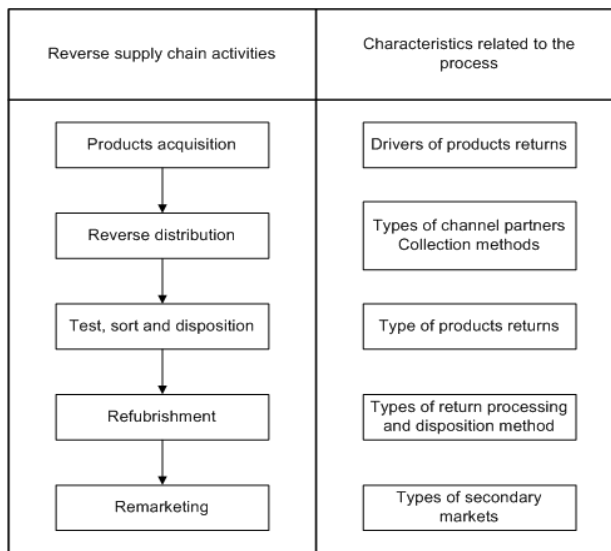 Reverse supply chain activities
Characteristics related to the
process
Products acquisition
Drivers of products returns
Reverse distribution
Types of channel partners
Collection methods
Test, sort and disposition
Type of products returns
Refubrishment
Types of return processing
and disposition method
Remarketing
Types of secondary
markets